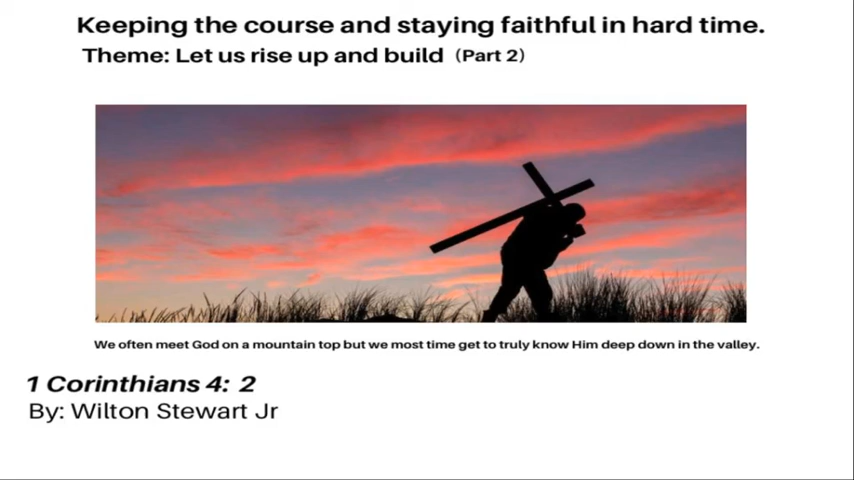 Keeping the course and staying faithful in hard time.
Theme: Let us rise up and build (Part 2)
We often meet God on a mountain top but we most time get to truly know Him deep down in the valley.
1 Corinthians 4: 2
By: Wilton Stewart Jr